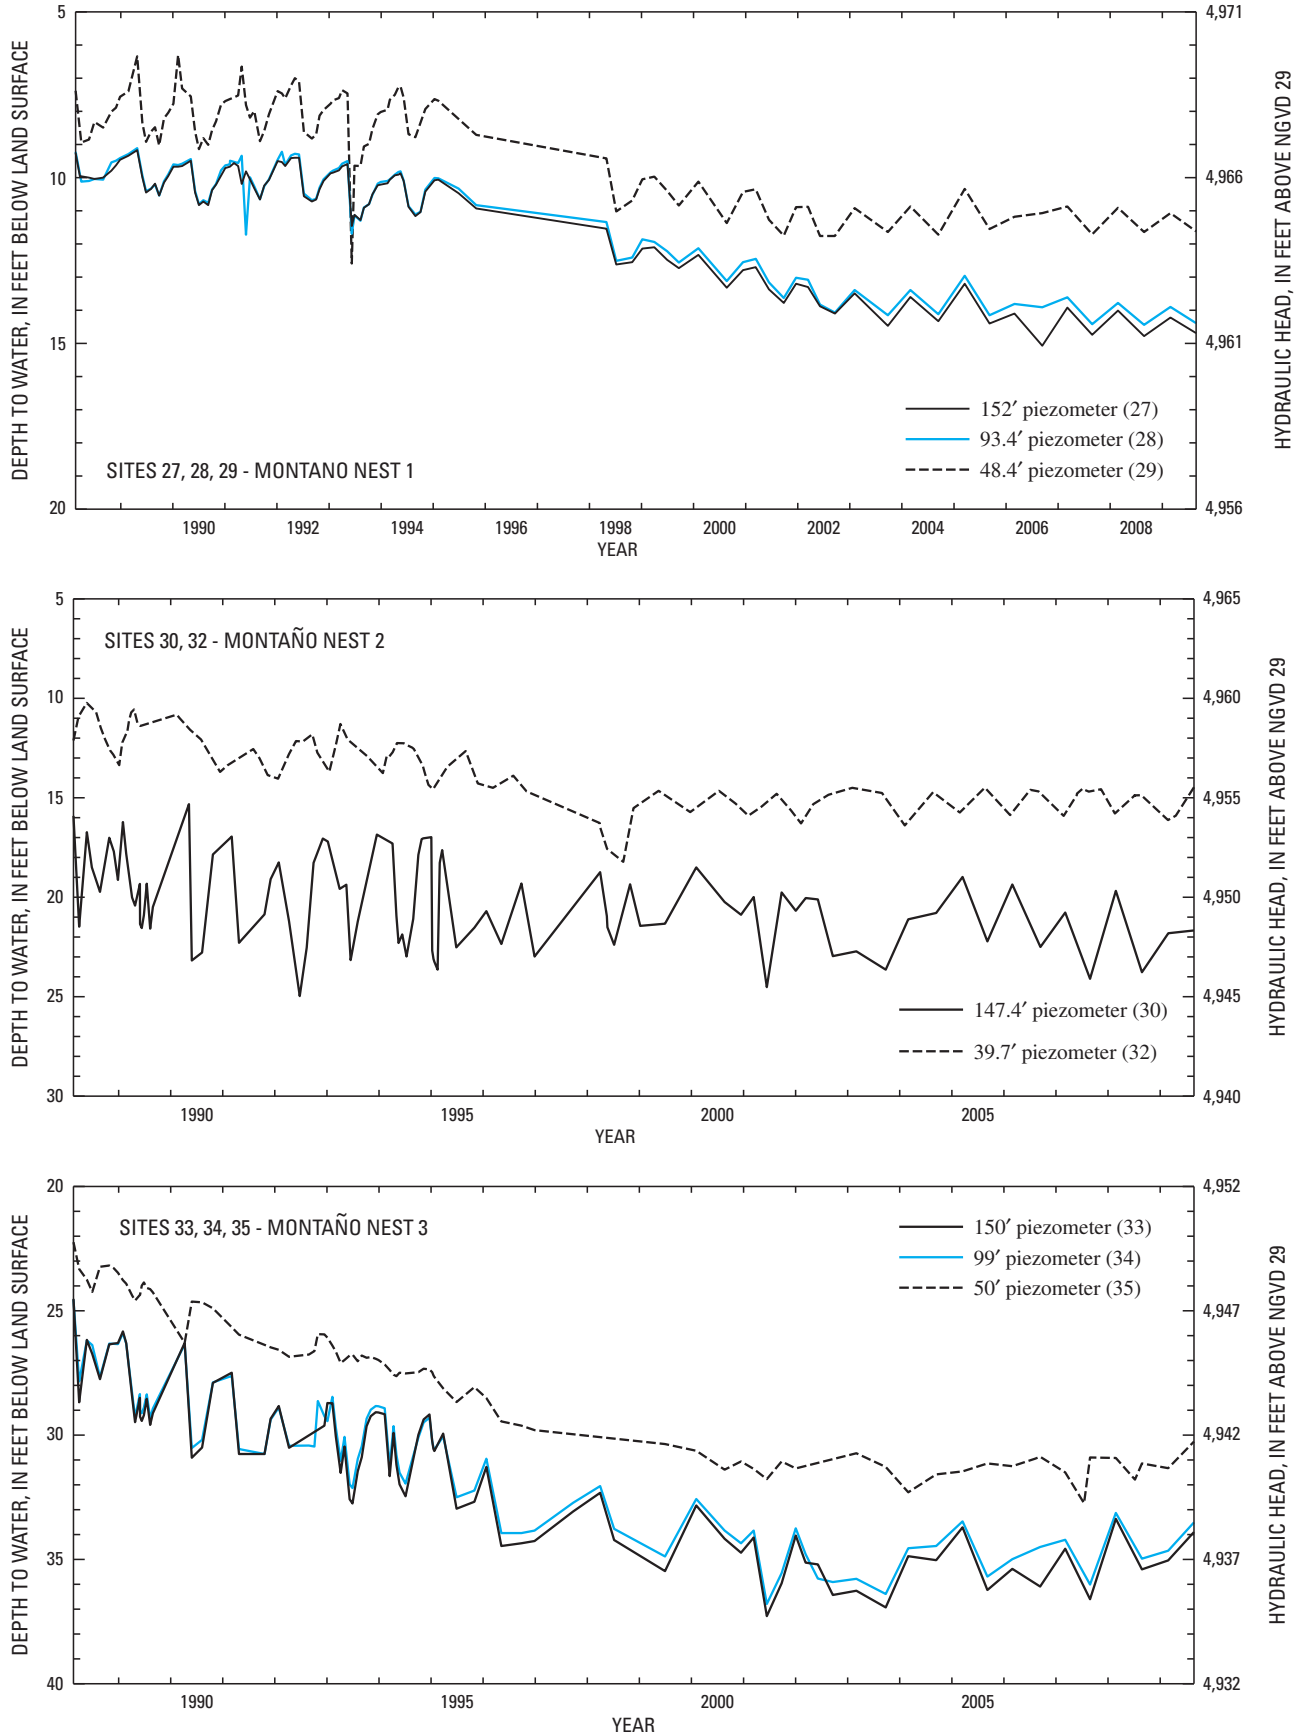 DEPTH TO WATER, IN FEET BELOW LAND SURFACE
5
10
15
20
4,971
4,966
4,961
4,956
HYDRAULIC HEAD, IN FEET ABOVE NGVD 29
152′ piezometer (27)
93.4′ piezometer (28)
48.4′ piezometer (29)
SITES 27, 28, 29 - MONTANO NEST 1
1990 1992 1994 1996 1998 2000 2002 2004 2006 2008
YEAR
DEPTH TO WATER, IN FEET BELOW LAND SURFACE
5
10
15
20
25
30
4,965
4,960
4,955
4,950
4,945
4,940
HYDRAULIC HEAD, IN FEET ABOVE NGVD 29
SITES 30, 32 - MONTAÑO NEST 2
147.4′ piezometer (30)
39.7′ piezometer (32)
1990 1995 2000 2005
YEAR
DEPTH TO WATER, IN FEET BELOW LAND SURFACE
20
25
30
35
40
4,952
4,947
4,942
4,937
4,932
HYDRAULIC HEAD, IN FEET ABOVE NGVD 29
SITES 33, 34, 35 - MONTAÑO NEST 3
150′ piezometer (33)
99′ piezometer (34)
50′ piezometer (35)
1990 1995 2000 2005
YEAR